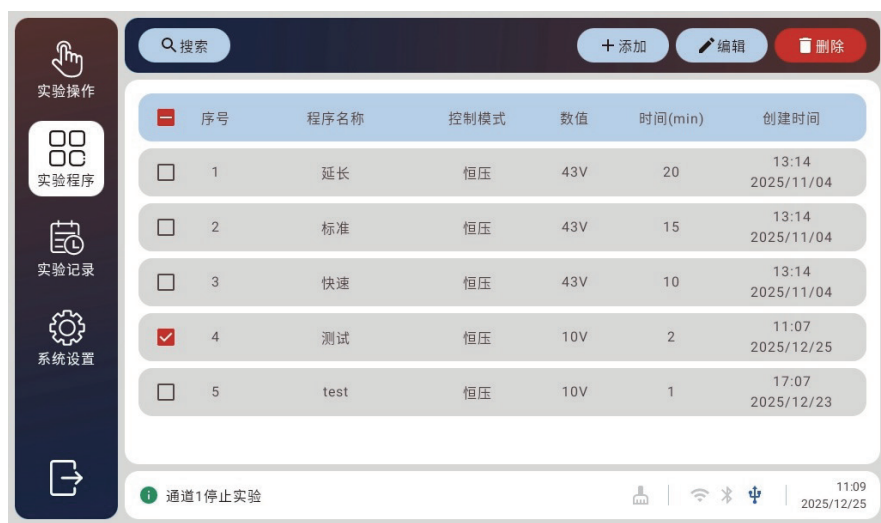 实验操作
实验程序
实验记录
系统设置
搜索
添加
编辑
删除
序号 程序名称 控制模式 数值 时间(min) 创建时间
1 延长 恒压 43V 20 13:14 2025/11/04
2 标准 恒压 43V 15 13:14 2025/11/04
3 快速 恒压 43V 10 13:14 2025/11/04
4 测试 恒压 10V 2 11:07 2025/12/25
5 test 恒压 10V 1 17:07 2025/12/23
通道1停止实验
11:09
2025/12/25